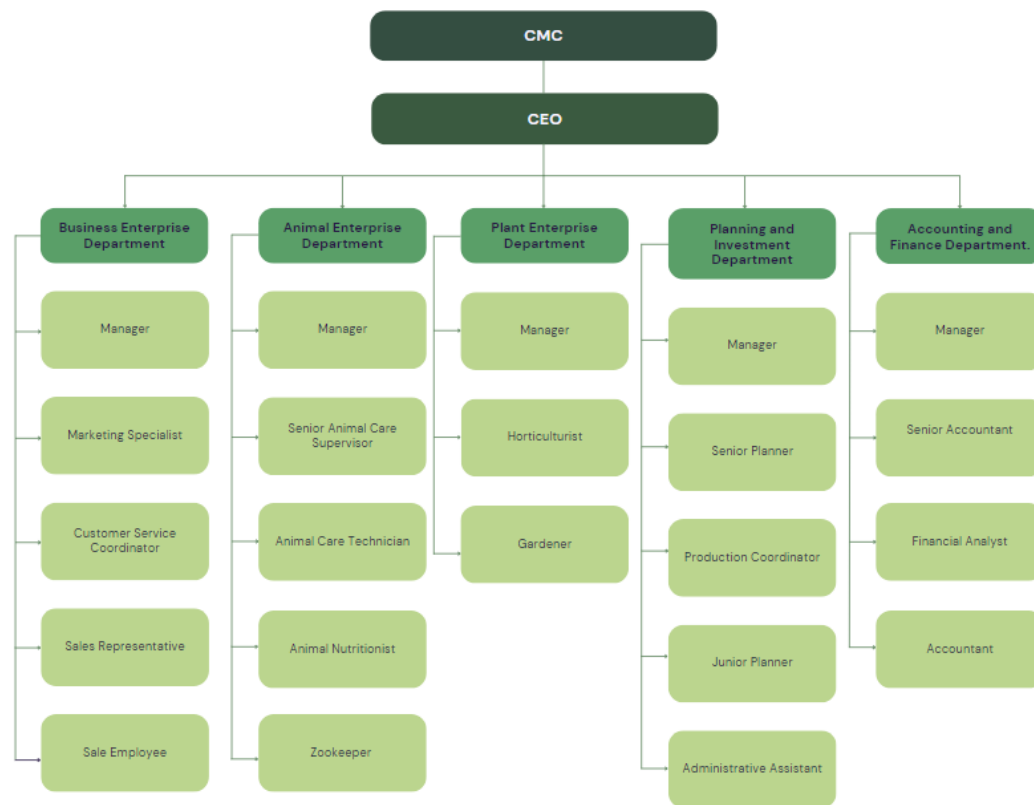 CMC
CEO
Business Enterprise
Department
Manager
Marketing Specialist
Customer Service
Coordinator
Sales Representative
Sale Employee
Animal Enterprise
Department
Manager
Senior Animal Care
Supervisor
Animal Care Technician
Animal Nutritionist
Zookeeper
Plant Enterprise
Department
Manager
Horticulturist
Gardener
Planning and
Investment
Department
Manager
Senior Planner
Production Coordinator
Junior Planner
Administrative Assistant
Accounting and
Finance Department.
Manager
Senior Accountant
Financial Analyst
Accountant